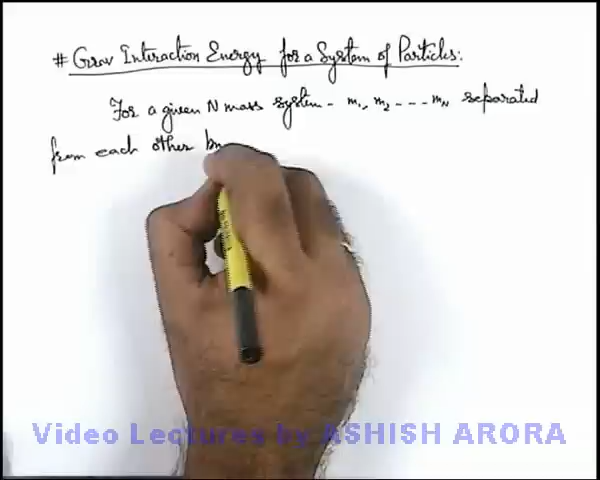 # Grav Interaction Energy for a System of Particles:
For a given N mass system - m1, m2 - - - mN separated
from each other by
Video Lectures by ASHISH ARORA